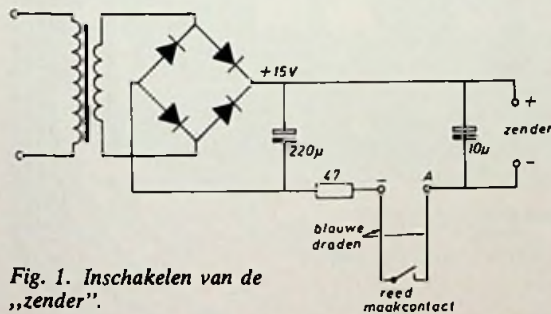 +15V
+
zender
-
220µ
10µ
47
-
A
blauwe
draden
reed
maakcontact
Fig. 1. Inschakelen van de
„zender”.